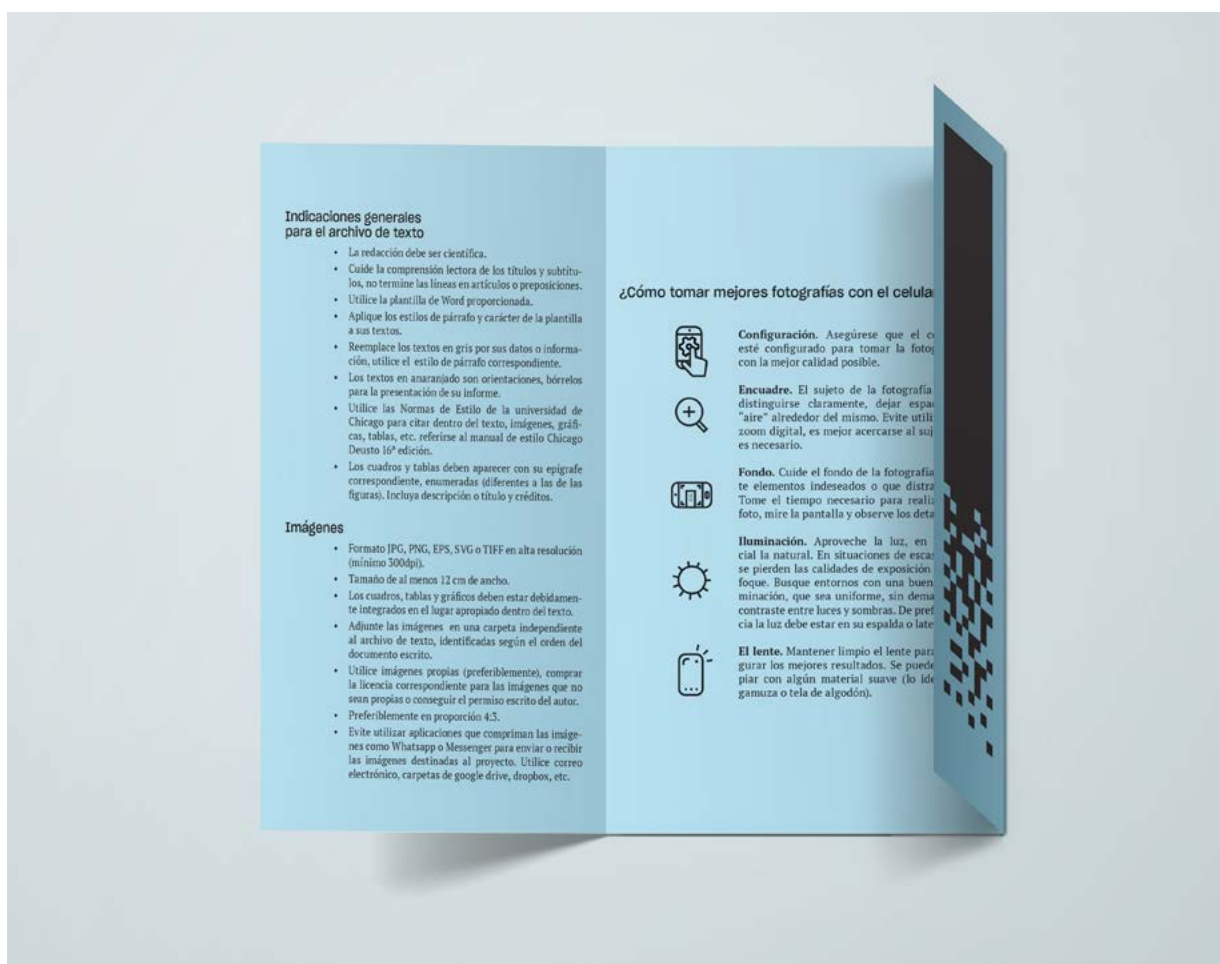 Indicaciones generales
para el archivo de texto
• La redacción debe ser científica.
• Cuide la comprensión lectora de los títulos y subtítu-
los, no termine las líneas en artículos o preposiciones.
• Utilice la plantilla de Word proporcionada.
• Aplique los estilos de párrafo y carácter de la plantilla
a sus textos.
• Reemplace los textos en gris por sus datos o informa-
ción, utilice el estilo de párrafo correspondiente.
• Los textos en anaranjado son orientaciones, bórrelos
para la presentación de su informe.
• Utilice las Normas de Estilo de la universidad de
Chicago para citar dentro del texto, imágenes, gráfi-
cas, tablas, etc. referirse al manual de estilo Chicago
Deusto 16ª edición.
• Los cuadros y tablas deben aparecer con su epígrafe
correspondiente, enumeradas (diferentes a las de las
figuras). Incluya descripción o título y créditos.
Imágenes
• Formato JPG, PNG, EPS, SVG o TIFF en alta resolución
(mínimo 300dpi).
• Tamaño de al menos 12 cm de ancho.
• Los cuadros, tablas y gráficos deben estar debidamen-
te integrados en el lugar apropiado dentro del texto.
• Adjunte las imágenes en una carpeta independiente
al archivo de texto, identificadas según el orden del
documento escrito.
• Utilice imágenes propias (preferiblemente), comprar
la licencia correspondiente para las imágenes que no
sean propias o conseguir el permiso escrito del autor.
• Preferiblemente en proporción 4:3.
• Evite utilizar aplicaciones que compriman las imáge-
nes como Whatsapp o Messenger para enviar o recibir
las imágenes destinadas al proyecto. Utilice correo
electrónico, carpetas de google drive, dropbox, etc.
¿Cómo tomar mejores fotografías con el celula
Configuración. Asegúrese que el c
esté configurado para tomar la foto
con la mejor calidad posible.
Encuadre. El sujeto de la fotografía
distinguirse claramente, dejar espa
"aire" alrededor del mismo. Evite utili
zoom digital, es mejor acercarse al suj
es necesario.
Fondo. Cuide el fondo de la fotografía
te elementos indeseados o que distra
Tome el tiempo necesario para realiz
foto, mire la pantalla y observe los deta
Iluminación. Aproveche la luz, en
cial la natural. En situaciones de esca
se pierden las calidades de exposición
foque. Busque entornos con una buen
minación, que sea uniforme, sin dema
contraste entre luces y sombras. De pref
cia la luz debe estar en su espalda o late
El lente. Mantener limpio el lente para
gurar los mejores resultados. Se puede
piar con algún material suave (lo ide
gamuza o tela de algodón).